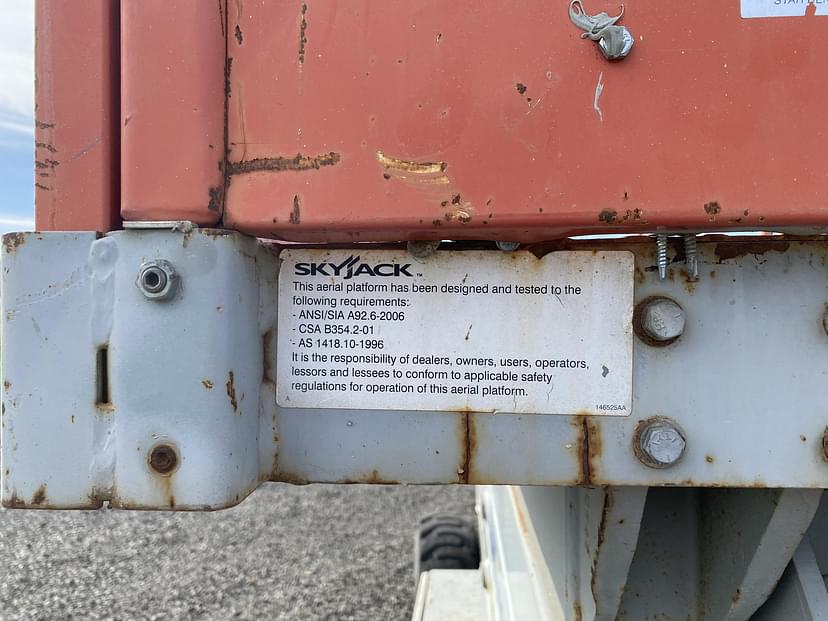 SKYJACK™
This aerial platform has been designed and tested to the
following requirements:
- ANSI/SIA A92.6-2006
- CSA B354.2-01
- AS 1418.10-1996
It is the responsibility of dealers, owners, users, operators,
lessors and lessees to conform to applicable safety
regulations for operation of this aerial platform.
A
146525AA